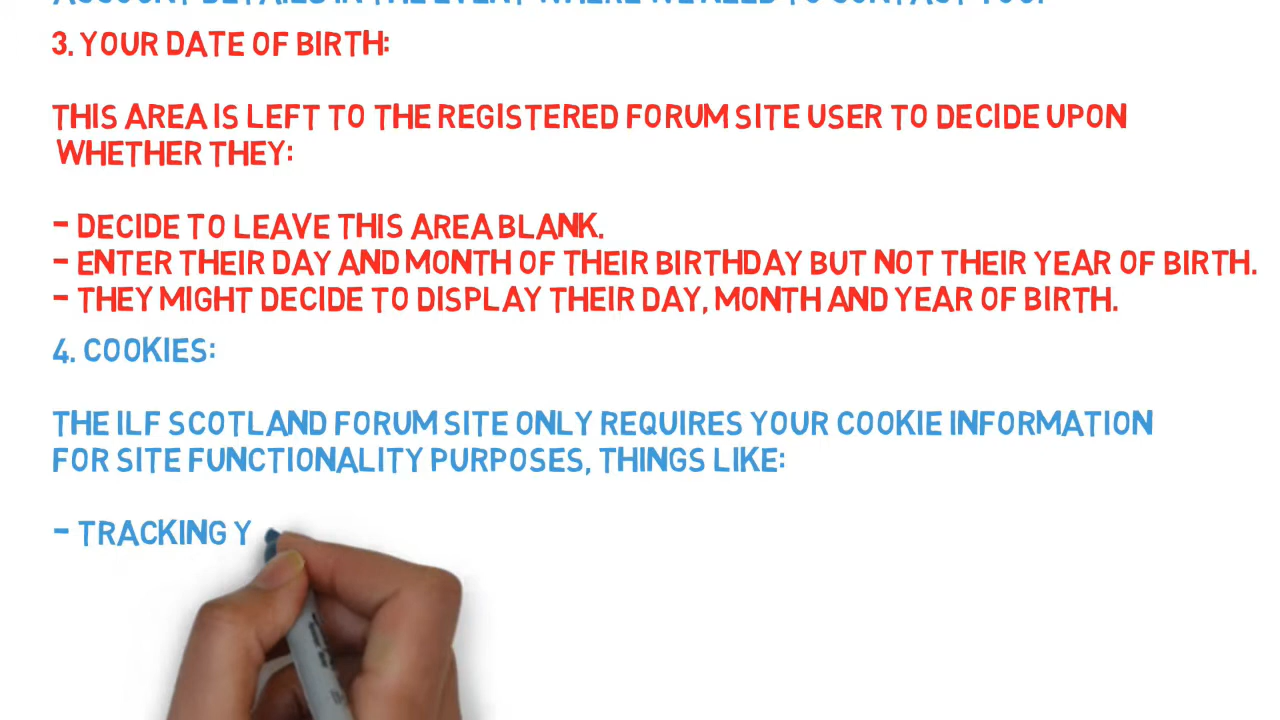 3. YOUR DATE OF BIRTH:
THIS AREA IS LEFT TO THE REGISTERED FORUM SITE USER TO DECIDE UPON
WHETHER THEY:
- DECIDE TO LEAVE THIS AREA BLANK.
- ENTER THEIR DAY AND MONTH OF THEIR BIRTHDAY BUT NOT THEIR YEAR OF BIRTH.
- THEY MIGHT DECIDE TO DISPLAY THEIR DAY, MONTH AND YEAR OF BIRTH.
4. COOKIES:
THE ILF SCOTLAND FORUM SITE ONLY REQUIRES YOUR COOKIE INFORMATION
FOR SITE FUNCTIONALITY PURPOSES, THINGS LIKE:
- TRACKING Y